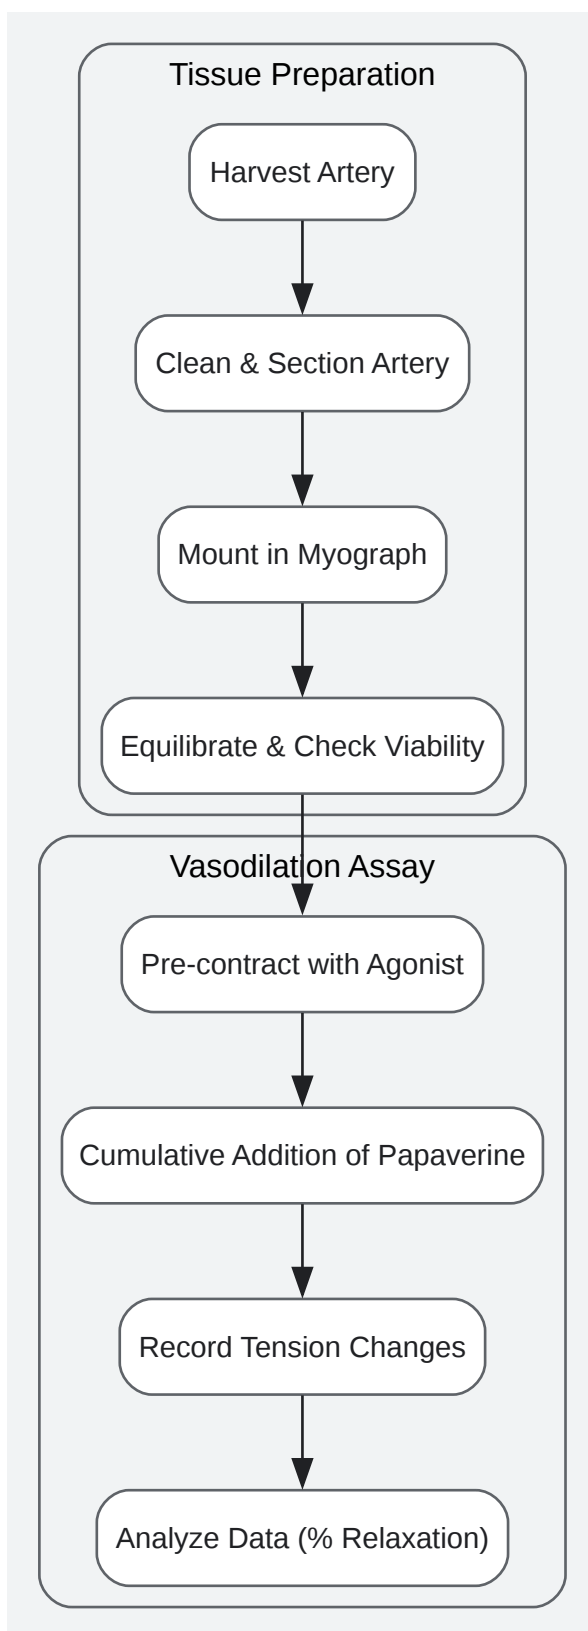 Tissue Preparation
Harvest Artery
Clean & Section Artery
Mount in Myograph
Equilibrate & Check Viability
Vasodilation Assay
Pre-contract with Agonist
Cumulative Addition of Papaverine
Record Tension Changes
Analyze Data (% Relaxation)